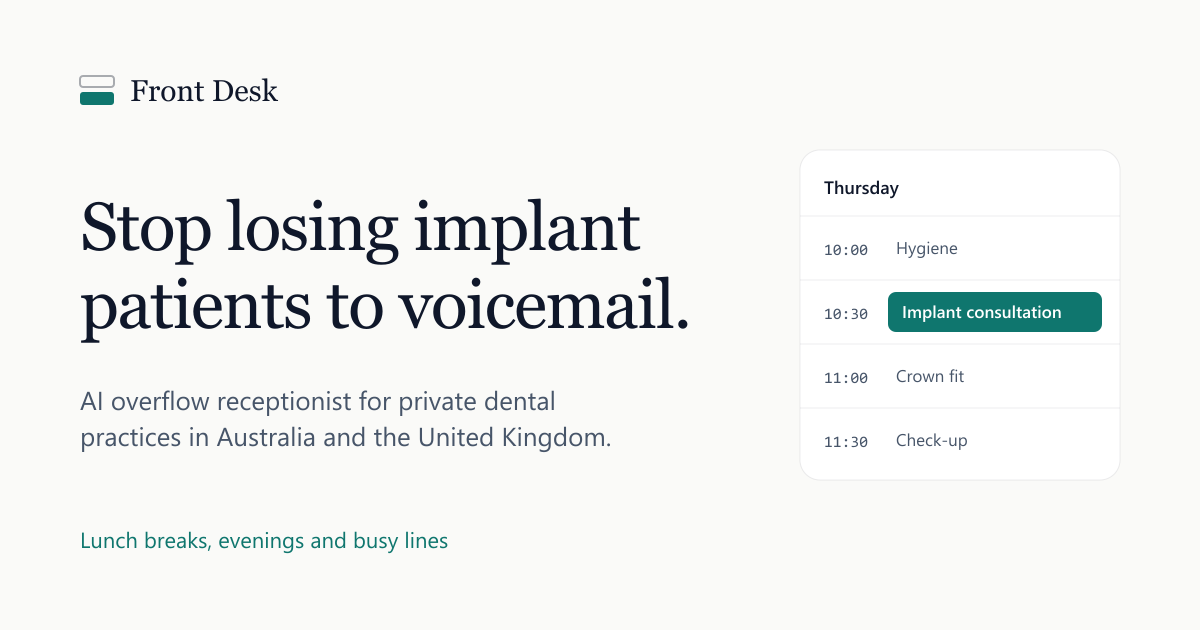 Front Desk
Stop losing implant
patients to voicemail.
AI overflow receptionist for private dental
practices in Australia and the United Kingdom.
Lunch breaks, evenings and busy lines
Thursday
10:00 Hygiene
10:30 Implant consultation
11:00 Crown fit
11:30 Check-up